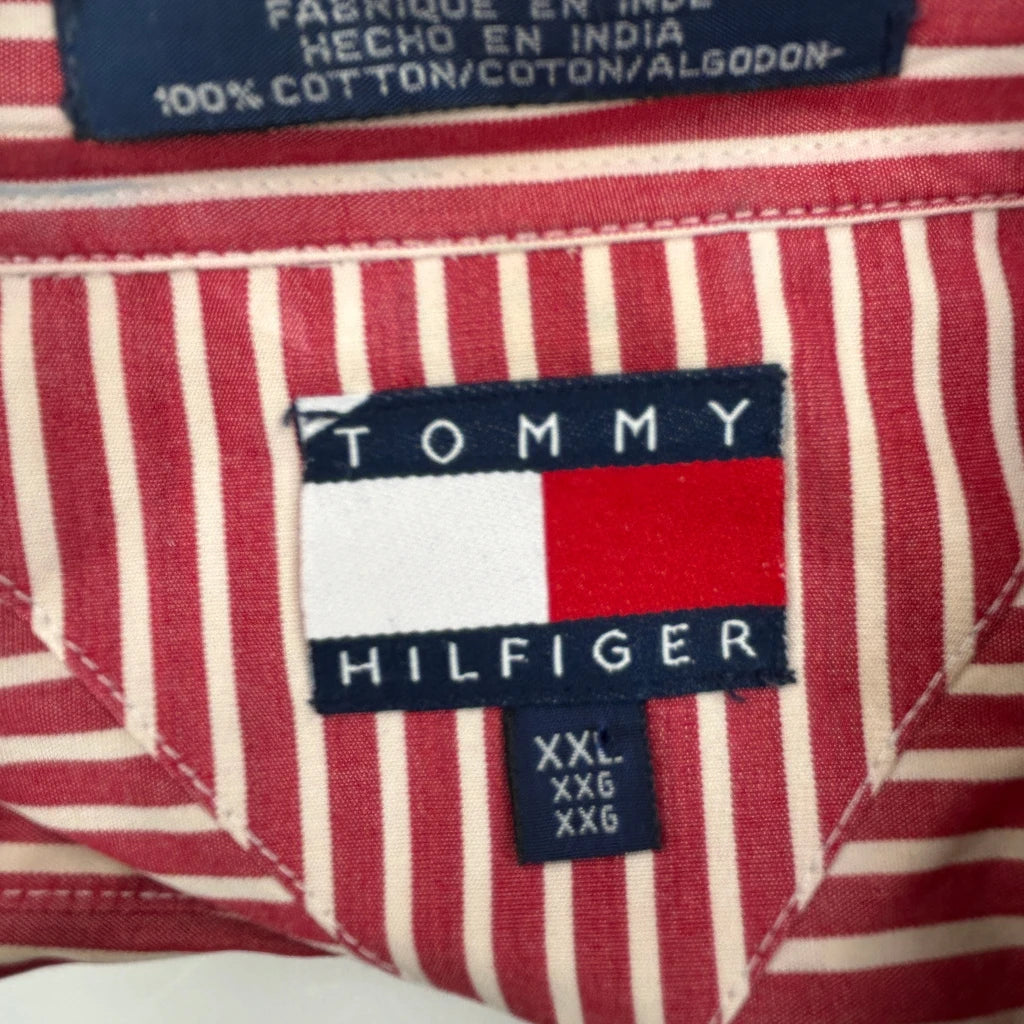 FABRIQUE EN INDE
HECHO EN INDIA
100% COTTON/COTON/ALGODON
TOMMY
HILFIGER
XXL
XXG
XXG